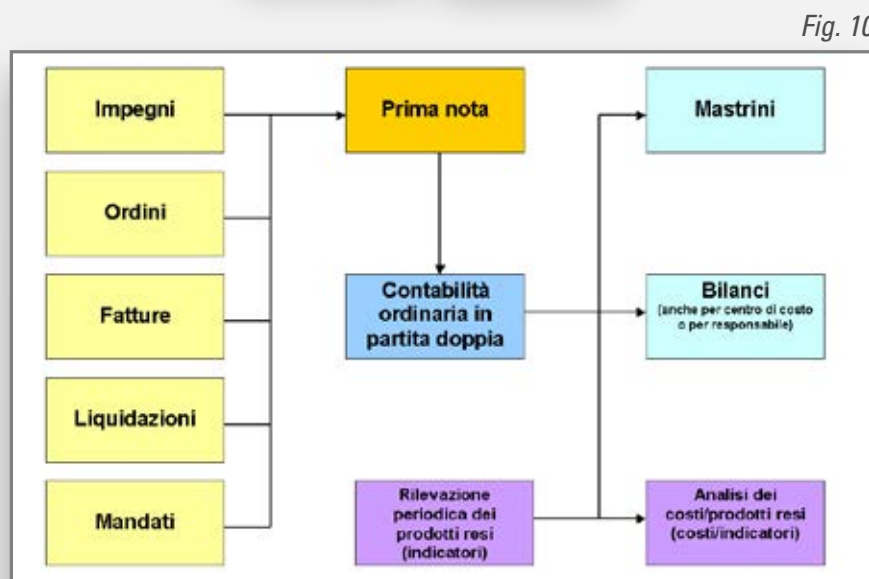 Fig. 10
Impegni
Prima nota
Mastrini
Ordini
Fatture
Contabilità
ordinaria in
partita doppia
Bilanci
(anche per centro di costo
o per responsabile)
Liquidazioni
Mandati
Rilevazione
periodica dei
prodotti resi
(indicatori)
Analisi dei
costi/prodotti resi
(costi/indicatori)